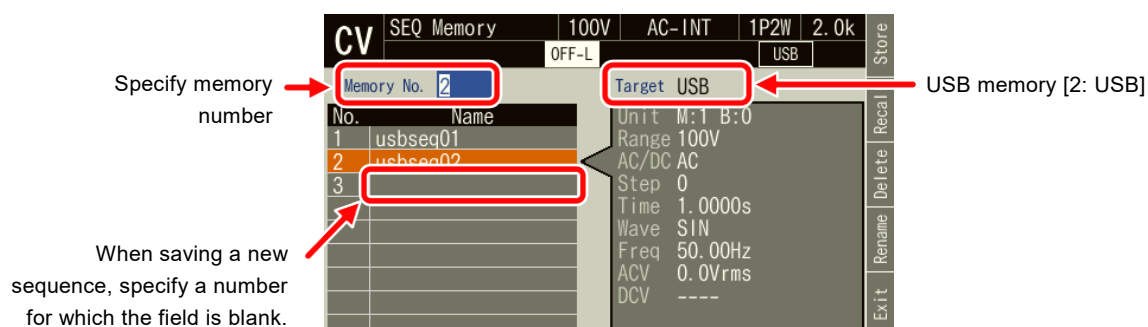 CV SEQ Memory 100V AC-INT 1P2W 2.0k
OFF-L USB
Memory No. 2
Target USB
Specify memory
number
USB memory [2: USB]
No. Name
1 usbseq01
2 usbseq02
3
Unit M:1 B:0
Range 100V
AC/DC AC
Step 0
Time 1.0000s
Wave SIN
Freq 50.00Hz
ACV 0.0Vrms
DCV ----
When saving a new
sequence, specify a number
for which the field is blank.
Store
Recal
Delete
Rename
Exit